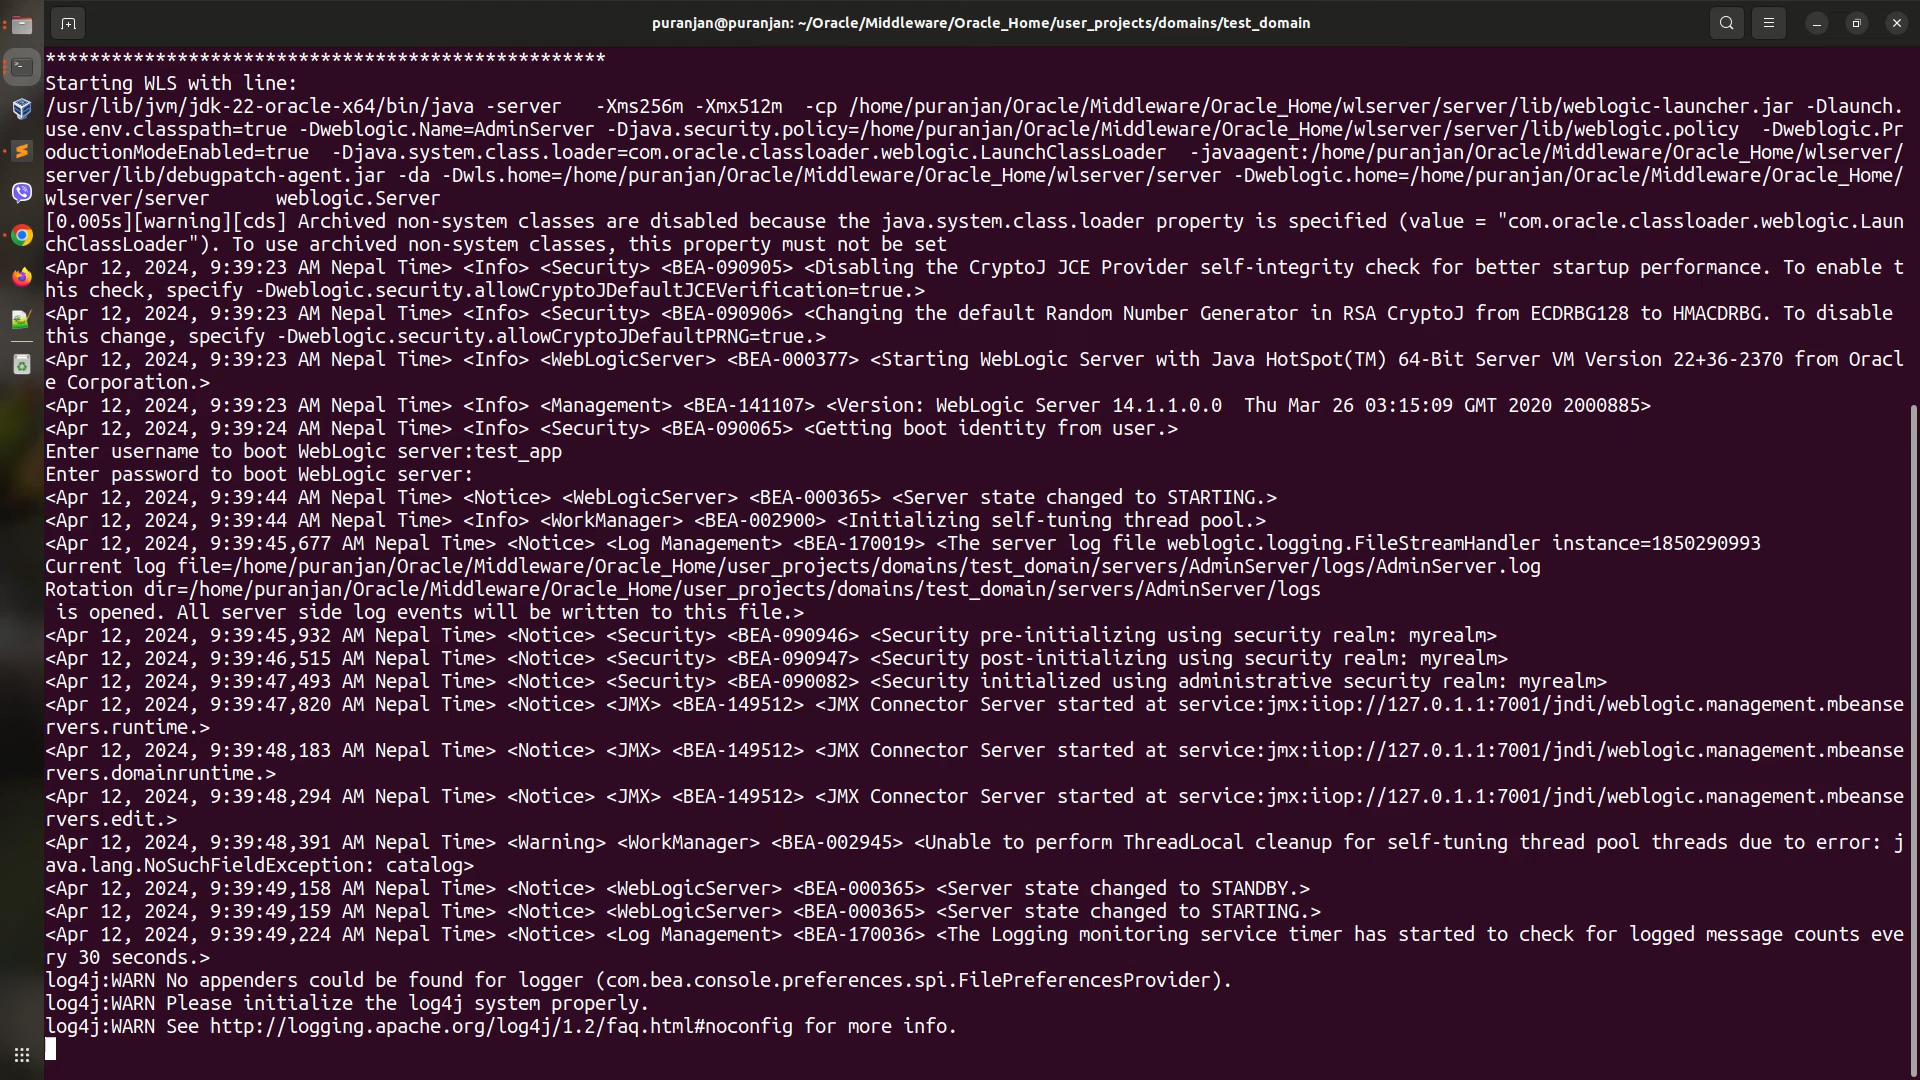 puranjan@puranjan: ~/Oracle/Middleware/Oracle_Home/user_projects/domains/test_domain
***************************************************
Starting WLS with line:
/usr/lib/jvm/jdk-22-oracle-x64/bin/java -server   -Xms256m -Xmx512m  -cp /home/puranjan/Oracle/Middleware/Oracle_Home/wlserver/server/lib/weblogic-launcher.jar -Dlaunch.
use.env.classpath=true -Dweblogic.Name=AdminServer -Djava.security.policy=/home/puranjan/Oracle/Middleware/Oracle_Home/wlserver/server/lib/weblogic.policy  -Dweblogic.Pr
oductionModeEnabled=true  -Djava.system.class.loader=com.oracle.classloader.weblogic.LaunchClassLoader  -javaagent:/home/puranjan/Oracle/Middleware/Oracle_Home/wlserver/
server/lib/debugpatch-agent.jar -da -Dwls.home=/home/puranjan/Oracle/Middleware/Oracle_Home/wlserver/server -Dweblogic.home=/home/puranjan/Oracle/Middleware/Oracle_Home/
wlserver/server      weblogic.Server
[0.005s][warning][cds] Archived non-system classes are disabled because the java.system.class.loader property is specified (value = "com.oracle.classloader.weblogic.Laun
chClassLoader"). To use archived non-system classes, this property must not be set
<Apr 12, 2024, 9:39:23 AM Nepal Time> <Info> <Security> <BEA-090905> <Disabling the CryptoJ JCE Provider self-integrity check for better startup performance. To enable t
his check, specify -Dweblogic.security.allowCryptoJDefaultJCEVerification=true.>
<Apr 12, 2024, 9:39:23 AM Nepal Time> <Info> <Security> <BEA-090906> <Changing the default Random Number Generator in RSA CryptoJ from ECDRBG128 to HMACDRBG. To disable
this change, specify -Dweblogic.security.allowCryptoJDefaultPRNG=true.>
<Apr 12, 2024, 9:39:23 AM Nepal Time> <Info> <WebLogicServer> <BEA-000377> <Starting WebLogic Server with Java HotSpot(TM) 64-Bit Server VM Version 22+36-2370 from Oracl
e Corporation.>
<Apr 12, 2024, 9:39:23 AM Nepal Time> <Info> <Management> <BEA-141107> <Version: WebLogic Server 14.1.1.0.0  Thu Mar 26 03:15:09 GMT 2020 2000885>
<Apr 12, 2024, 9:39:24 AM Nepal Time> <Info> <Security> <BEA-090065> <Getting boot identity from user.>
Enter username to boot WebLogic server:test_app
Enter password to boot WebLogic server:
<Apr 12, 2024, 9:39:44 AM Nepal Time> <Notice> <WebLogicServer> <BEA-000365> <Server state changed to STARTING.>
<Apr 12, 2024, 9:39:44 AM Nepal Time> <Info> <WorkManager> <BEA-002900> <Initializing self-tuning thread pool.>
<Apr 12, 2024, 9:39:45,677 AM Nepal Time> <Notice> <Log Management> <BEA-170019> <The server log file weblogic.logging.FileStreamHandler instance=1850290993
Current log file=/home/puranjan/Oracle/Middleware/Oracle_Home/user_projects/domains/test_domain/servers/AdminServer/logs/AdminServer.log
Rotation dir=/home/puranjan/Oracle/Middleware/Oracle_Home/user_projects/domains/test_domain/servers/AdminServer/logs
 is opened. All server side log events will be written to this file.>
<Apr 12, 2024, 9:39:45,932 AM Nepal Time> <Notice> <Security> <BEA-090946> <Security pre-initializing using security realm: myrealm>
<Apr 12, 2024, 9:39:46,515 AM Nepal Time> <Notice> <Security> <BEA-090947> <Security post-initializing using security realm: myrealm>
<Apr 12, 2024, 9:39:47,493 AM Nepal Time> <Notice> <Security> <BEA-090082> <Security initialized using administrative security realm: myrealm>
<Apr 12, 2024, 9:39:47,820 AM Nepal Time> <Notice> <JMX> <BEA-149512> <JMX Connector Server started at service:jmx:iiop://127.0.1.1:7001/jndi/weblogic.management.mbeanse
rvers.runtime.>
<Apr 12, 2024, 9:39:48,183 AM Nepal Time> <Notice> <JMX> <BEA-149512> <JMX Connector Server started at service:jmx:iiop://127.0.1.1:7001/jndi/weblogic.management.mbeanse
rvers.domainruntime.>
<Apr 12, 2024, 9:39:48,294 AM Nepal Time> <Notice> <JMX> <BEA-149512> <JMX Connector Server started at service:jmx:iiop://127.0.1.1:7001/jndi/weblogic.management.mbeanse
rvers.edit.>
<Apr 12, 2024, 9:39:48,391 AM Nepal Time> <Warning> <WorkManager> <BEA-002945> <Unable to perform ThreadLocal cleanup for self-tuning thread pool threads due to error: j
ava.lang.NoSuchFieldException: catalog>
<Apr 12, 2024, 9:39:49,158 AM Nepal Time> <Notice> <WebLogicServer> <BEA-000365> <Server state changed to STANDBY.>
<Apr 12, 2024, 9:39:49,159 AM Nepal Time> <Notice> <WebLogicServer> <BEA-000365> <Server state changed to STARTING.>
<Apr 12, 2024, 9:39:49,224 AM Nepal Time> <Notice> <Log Management> <BEA-170036> <The Logging monitoring service timer has started to check for logged message counts eve
ry 30 seconds.>
log4j:WARN No appenders could be found for logger (com.bea.console.preferences.spi.FilePreferencesProvider).
log4j:WARN Please initialize the log4j system properly.
log4j:WARN See http://logging.apache.org/log4j/1.2/faq.html#noconfig for more info.